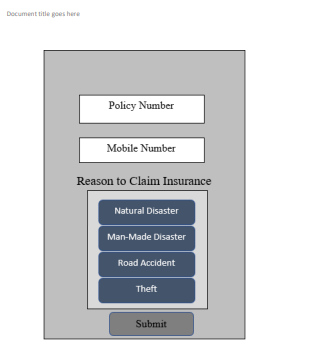 Document title goes here
Policy Number
Mobile Number
Reason to Claim Insurance
Natural Disaster
Man-Made Disaster
Road Accident
Theft
Submit